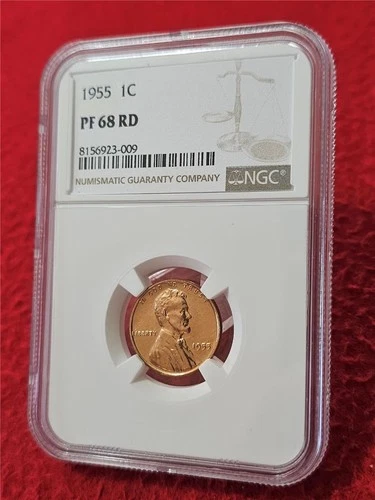 1955 1C
PF 68 RD
8156923-009
NUMISMATIC GUARANTY COMPANY
NGC®
LIBERTY
1955